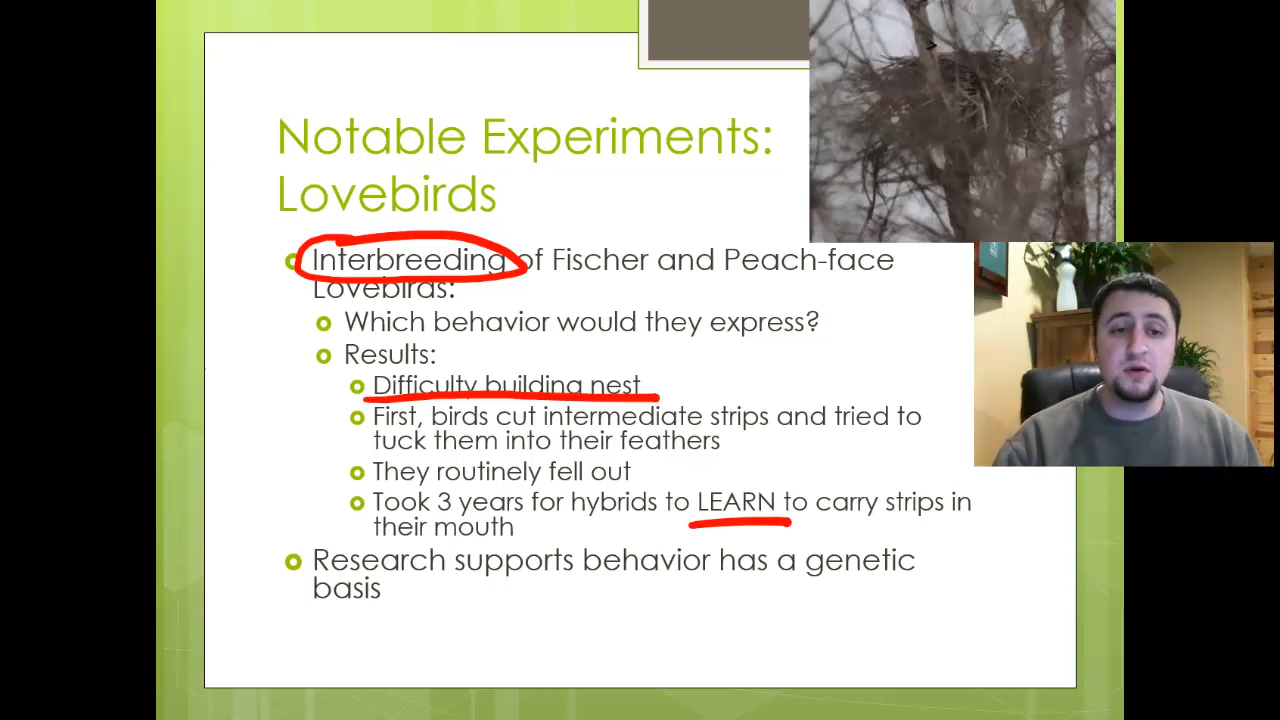 Notable Experiments:
Lovebirds
Interbreeding of Fischer and Peach-face
Lovebirds:
Which behavior would they express?
Results:
Difficulty building nest
First, birds cut intermediate strips and tried to
tuck them into their feathers
They routinely fell out
Took 3 years for hybrids to LEARN to carry strips in
their mouth
Research supports behavior has a genetic
basis